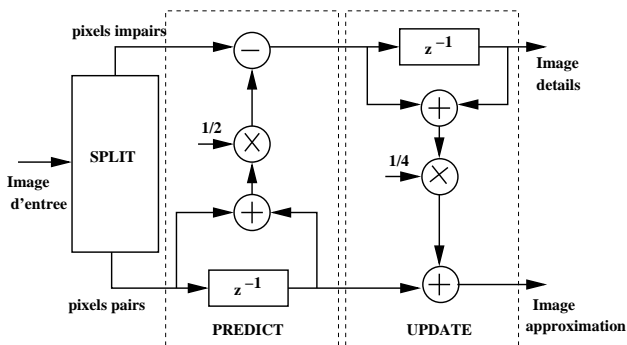 pixels impairs
z⁻¹
Image
details
1/2
SPLIT
1/4
Image
d'entree
pixels pairs
z⁻¹
PREDICT
UPDATE
Image
approximation